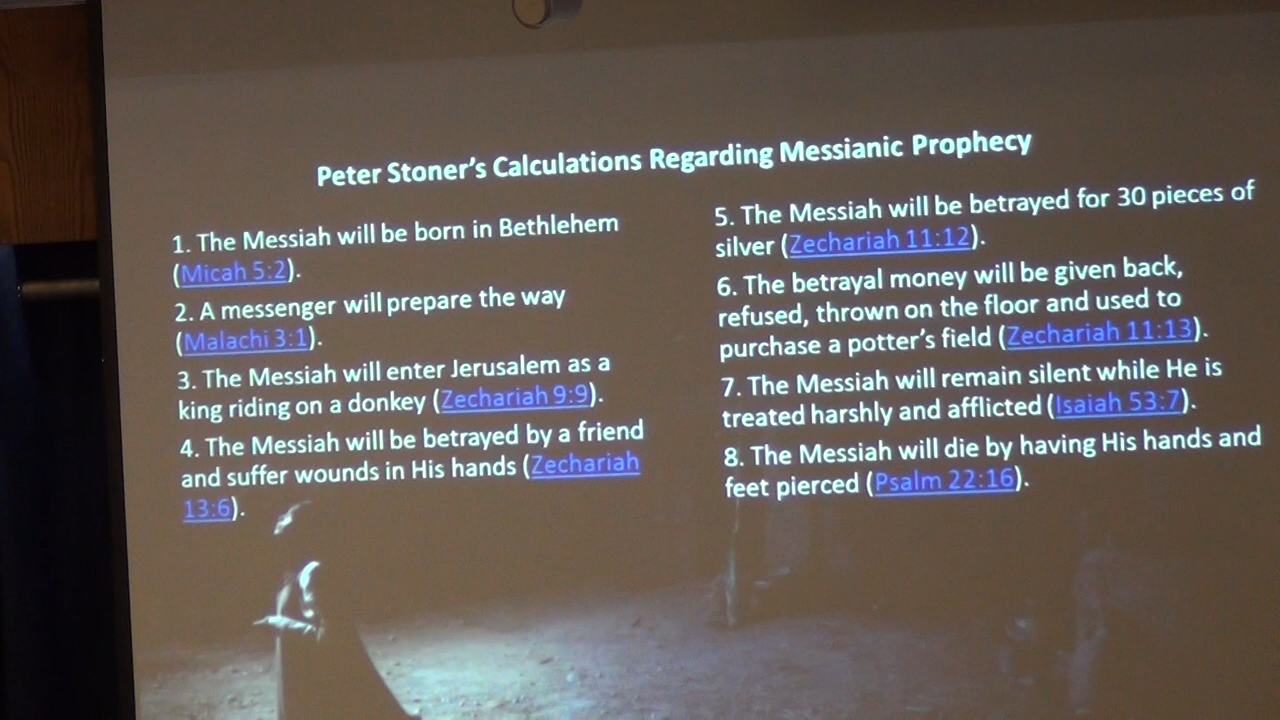 Peter Stoner's Calculations Regarding Messianic Prophecy
1. The Messiah will be born in Bethlehem
(Micah 5:2).
2. A messenger will prepare the way
(Malachi 3:1).
3. The Messiah will enter Jerusalem as a
king riding on a donkey (Zechariah 9:9).
4. The Messiah will be betrayed by a friend
and suffer wounds in His hands (Zechariah
13:6).
5. The Messiah will be betrayed for 30 pieces of
silver (Zechariah 11:12).
6. The betrayal money will be given back,
refused, thrown on the floor and used to
purchase a potter's field (Zechariah 11:13).
7. The Messiah will remain silent while He is
treated harshly and afflicted (Isaiah 53:7).
8. The Messiah will die by having His hands and
feet pierced (Psalm 22:16).